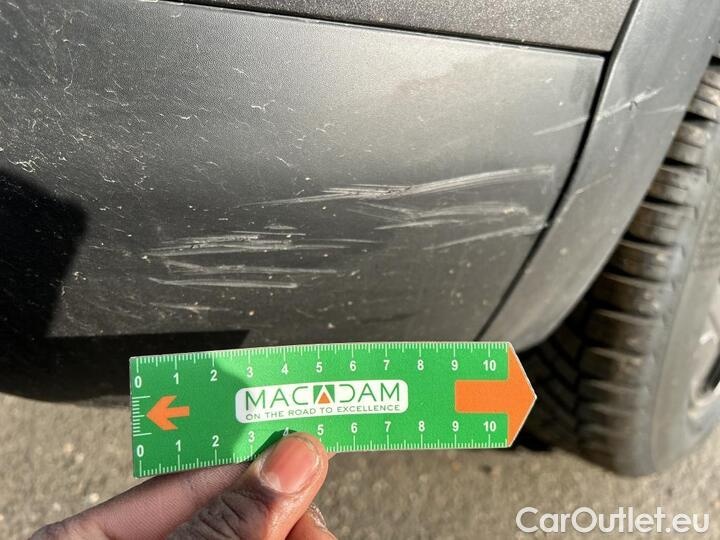 0 1 2 3 4 5 6 7 8 9 10
MACADAM
ON THE ROAD TO EXCELLENCE
0 1 2 3 4 5 6 7 8 9 10
CarOutlet.eu